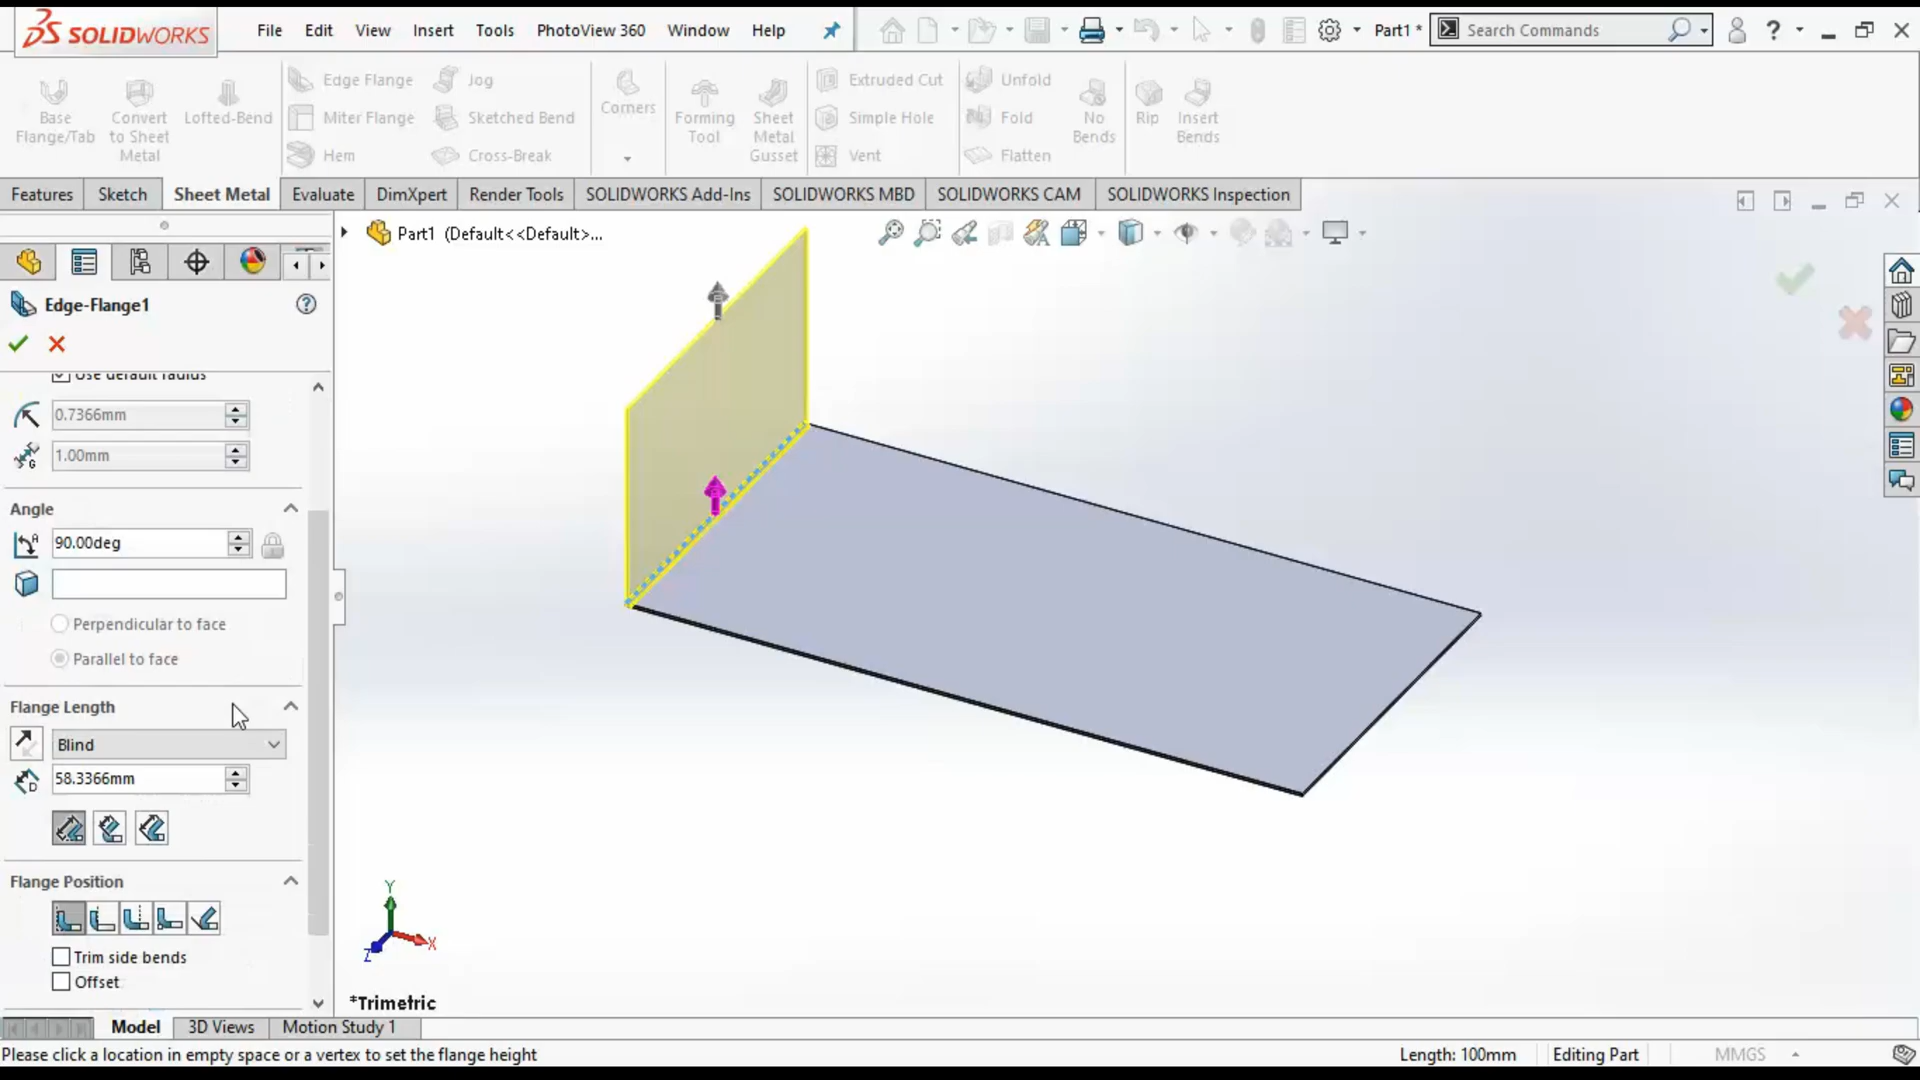 SOLIDWORKS
File Edit View Insert Tools PhotoView 360 Window Help
Part1 *
Search Commands
Base Flange/Tab
Convert to Sheet Metal
Lofted-Bend
Edge Flange
Miter Flange
Hem
Jog
Sketched Bend
Cross-Break
Corners
Forming Tool
Sheet Metal Gusset
Extruded Cut
Simple Hole
Vent
Unfold
Fold
Flatten
No Bends
Rip
Insert Bends
Features Sketch Sheet Metal Evaluate DimXpert Render Tools SOLIDWORKS Add-Ins SOLIDWORKS MBD SOLIDWORKS CAM SOLIDWORKS Inspection
Part1 (Default<<Default>...
Edge-Flange1
Use default radius
0.7366mm
1.00mm
Angle
90.00deg
Perpendicular to face
Parallel to face
Flange Length
Blind
58.3366mm
Flange Position
Trim side bends
Offset
Y
X
Z
*Trimetric
Model 3D Views Motion Study 1
Please click a location in empty space or a vertex to set the flange height
Length: 100mm Editing Part MMGS